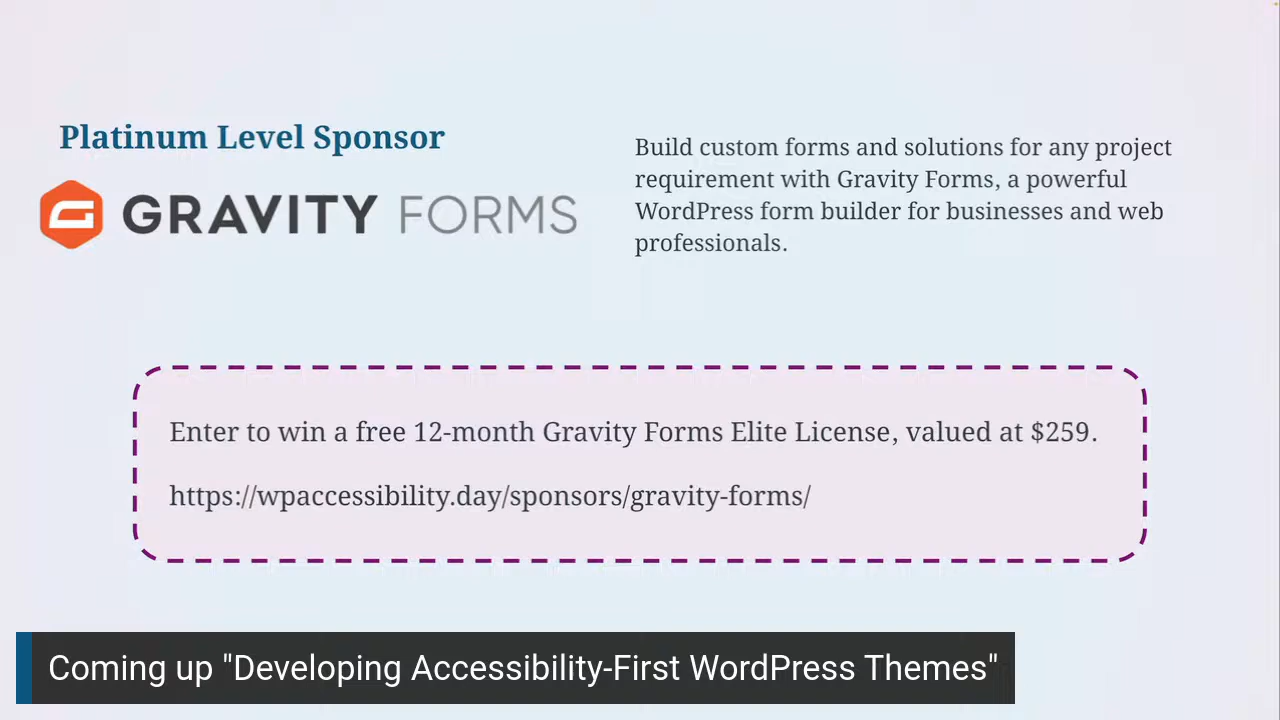 Platinum Level Sponsor
GRAVITY FORMS
Build custom forms and solutions for any project
requirement with Gravity Forms, a powerful
WordPress form builder for businesses and web
professionals.
Enter to win a free 12-month Gravity Forms Elite License, valued at $259.
https://wpaccessibility.day/sponsors/gravity-forms/
Coming up "Developing Accessibility-First WordPress Themes"